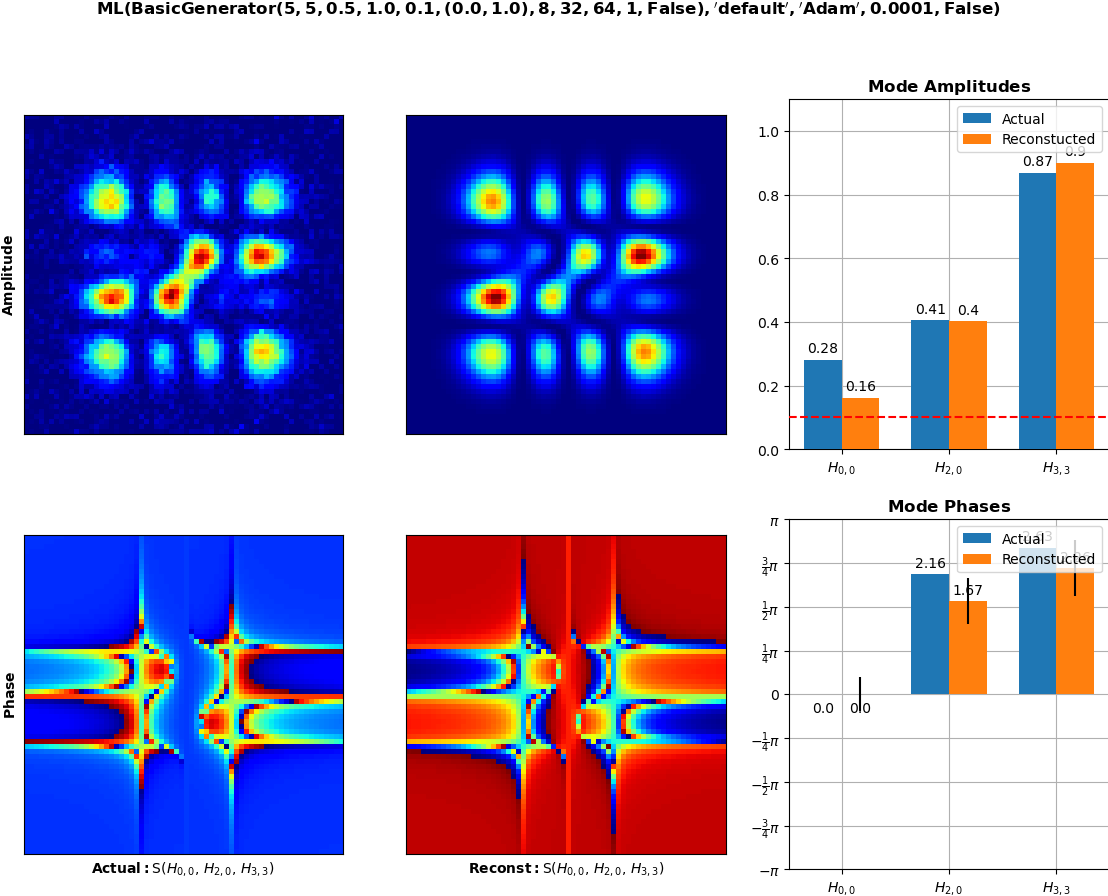 ML(BasicGenerator(5, 5, 0.5, 1.0, 0.1, (0.0, 1.0), 8, 32, 64, 1, False), ′default′, ′Adam′, 0.0001, False)
Amplitude
Mode Amplitudes
Actual
Reconstucted
1.0
0.8
0.6
0.4
0.2
0.0
0.28
0.16
0.41
0.4
0.87
0.9
H0,0
H2,0
H3,3
Phase
Actual: S(H0,0, H2,0, H3,3)
Reconst: S(H0,0, H2,0, H3,3)
Mode Phases
Actual
Reconstucted
π
3/4π
1/2π
1/4π
0
−1/4π
−1/2π
−3/4π
−π
0.0
0.0
2.16
1.67
H0,0
H2,0
H3,3